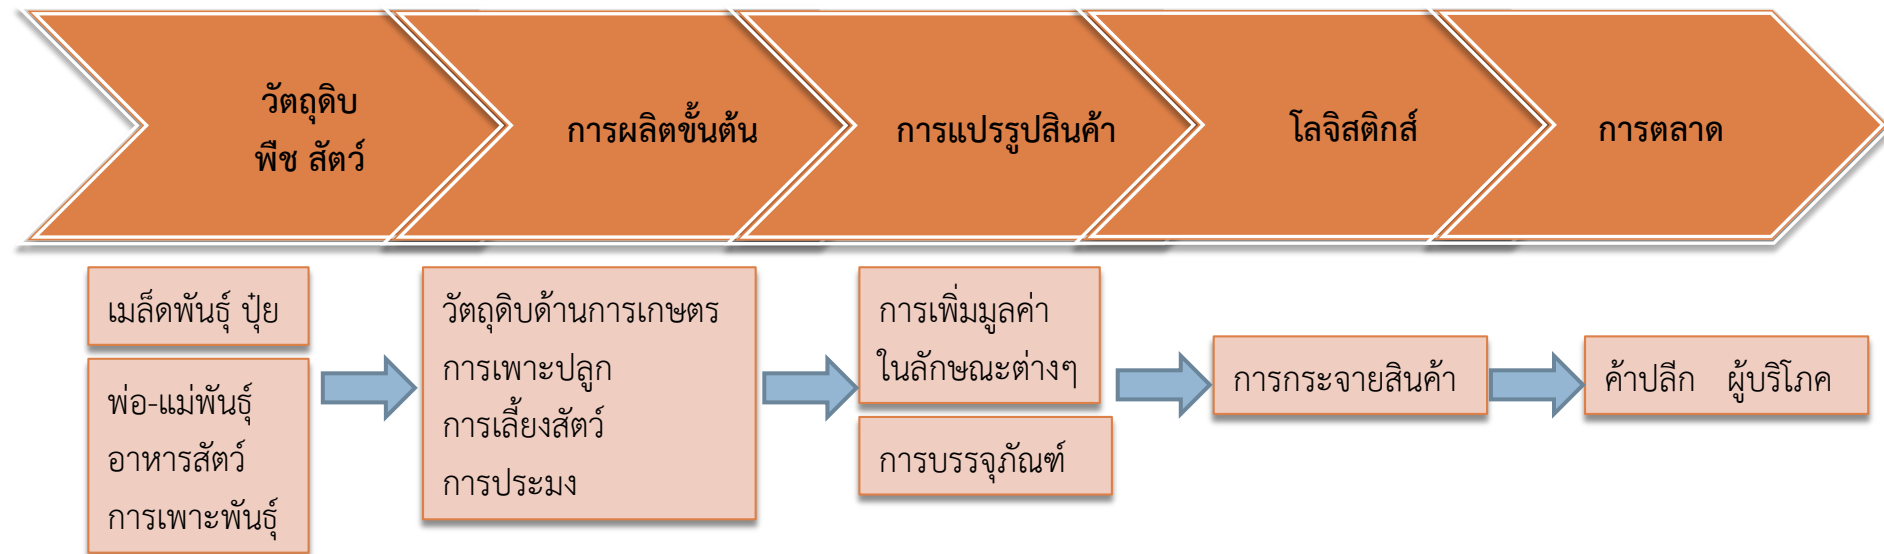 วัตถุดิบ
พืช สัตว์
การผลิตขั้นต้น
การแปรรูปสินค้า
โลจิสติกส์
การตลาด
เมล็ดพันธุ์ ปุ๋ย
พ่อ-แม่พันธุ์
อาหารสัตว์
การเพาะพันธุ์
วัตถุดิบด้านการเกษตร
การเพาะปลูก
การเลี้ยงสัตว์
การประมง
การเพิ่มมูลค่า
ในลักษณะต่างๆ
การบรรจุภัณฑ์
การกระจายสินค้า
ค้าปลีก ผู้บริโภค